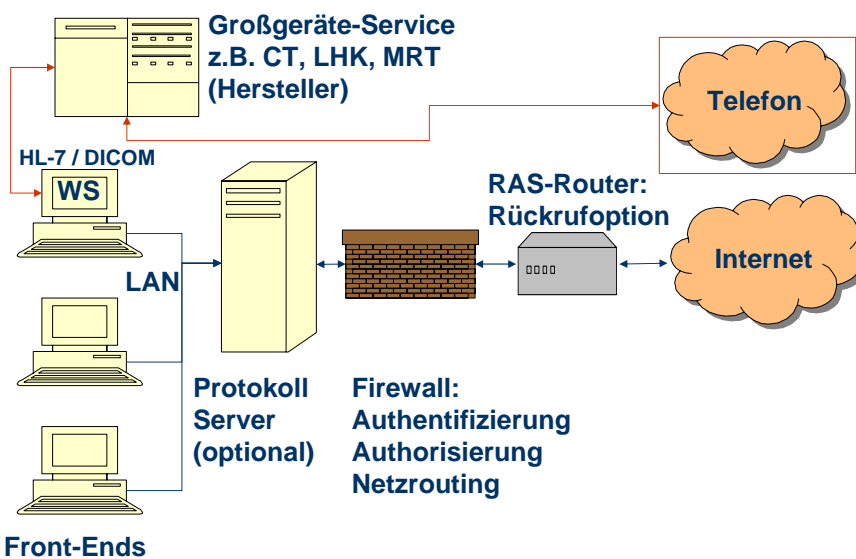 Großgeräte-Service
z.B. CT, LHK, MRT
(Hersteller)
Telefon
HL-7 / DICOM
WS
RAS-Router:
Rückrufoption
Internet
LAN
Protokoll
Server
(optional)
Firewall:
Authentifizierung
Authorisierung
Netzrouting
Front-Ends